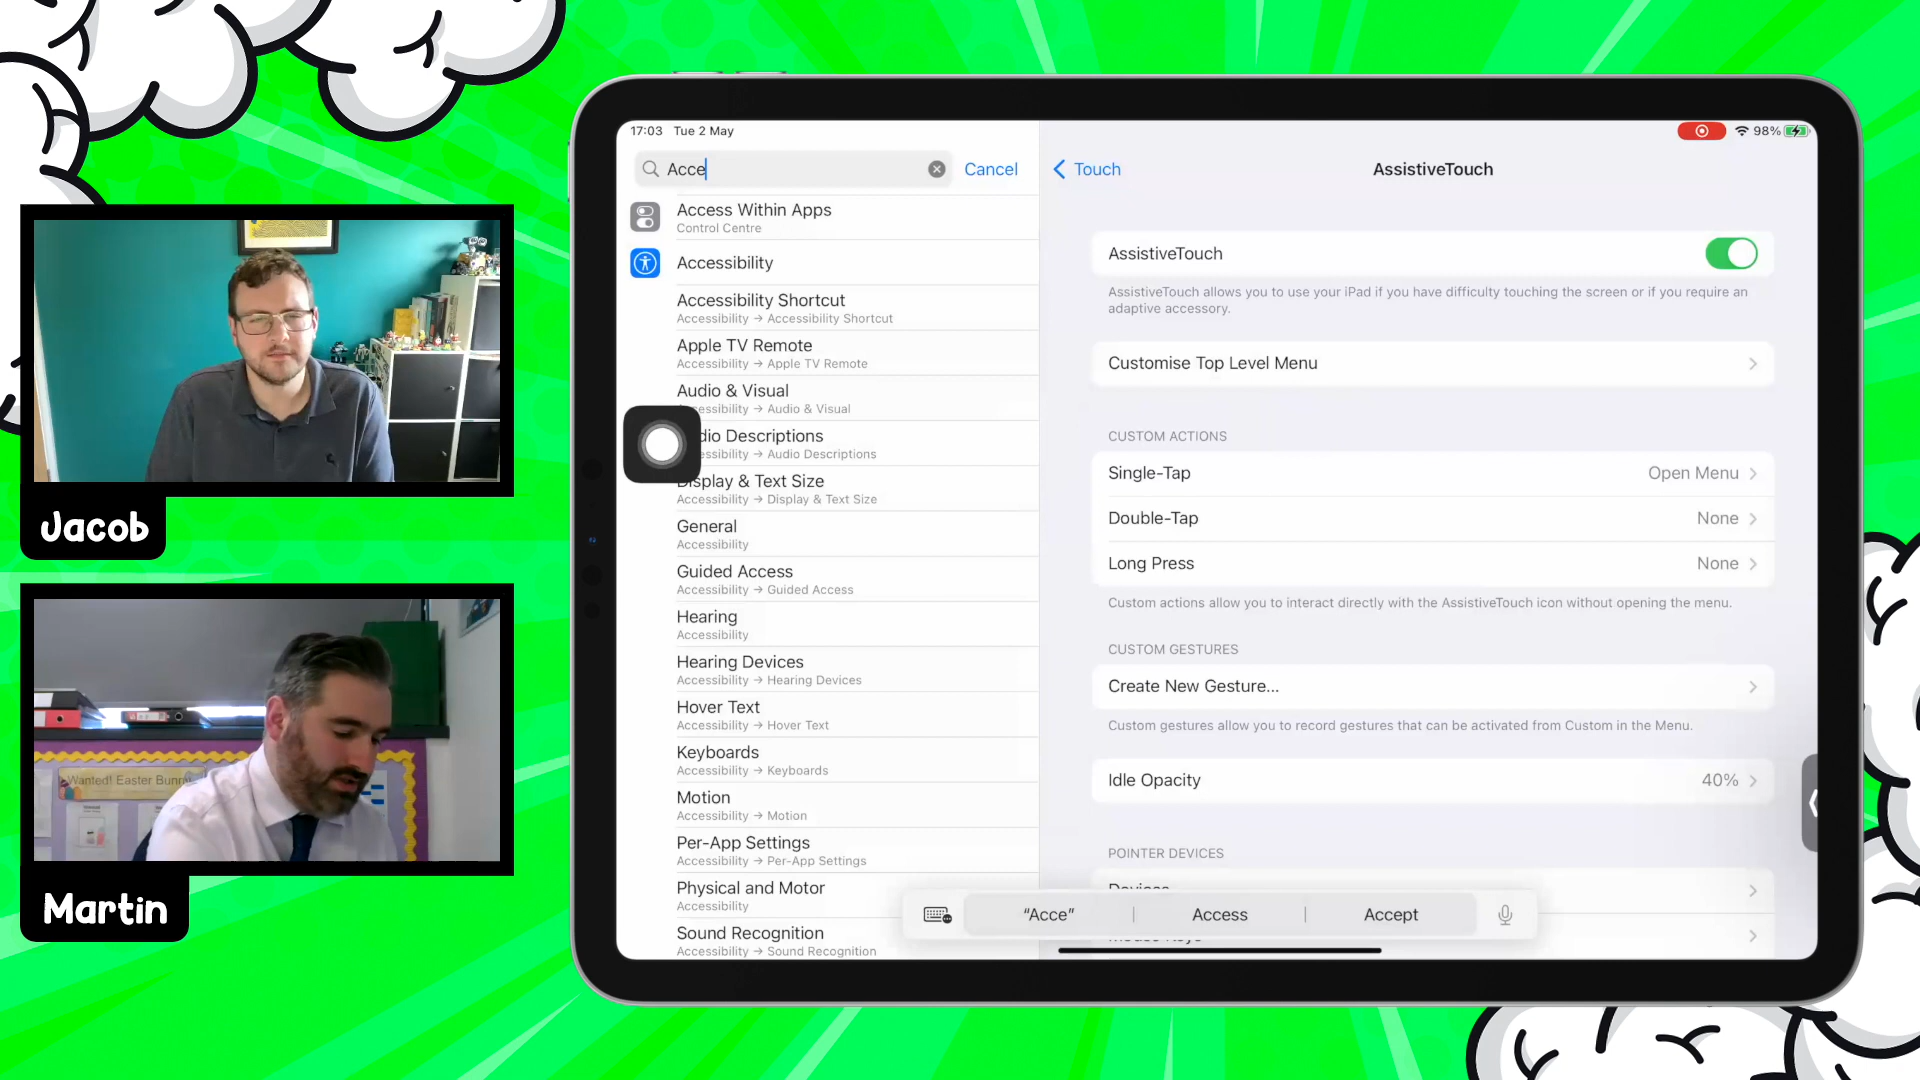 17:03 Tue 2 May
98%
Acce
Cancel
Access Within Apps
Control Centre
Accessibility
Accessibility Shortcut
Accessibility → Accessibility Shortcut
Apple TV Remote
Accessibility → Apple TV Remote
Audio & Visual
essibility → Audio & Visual
dio Descriptions
essibility → Audio Descriptions
Display & Text Size
Accessibility → Display & Text Size
General
Accessibility
Guided Access
Accessibility → Guided Access
Hearing
Accessibility
Hearing Devices
Accessibility → Hearing Devices
Hover Text
Accessibility → Hover Text
Keyboards
Accessibility → Keyboards
Motion
Accessibility → Motion
Per-App Settings
Accessibility → Per-App Settings
Physical and Motor
Accessibility
Sound Recognition
Accessibility → Sound Recognition
Touch
AssistiveTouch
AssistiveTouch
AssistiveTouch allows you to use your iPad if you have difficulty touching the screen or if you require an
adaptive accessory.
Customise Top Level Menu
CUSTOM ACTIONS
Single-Tap Open Menu
Double-Tap None
Long Press None
Custom actions allow you to interact directly with the AssistiveTouch icon without opening the menu.
CUSTOM GESTURES
Create New Gesture...
Custom gestures allow you to record gestures that can be activated from Custom in the Menu.
Idle Opacity 40%
POINTER DEVICES
Devices
Mouse Keys
"Acce" Access Accept
Jacob
Wanted! Easter Bunny
Martin